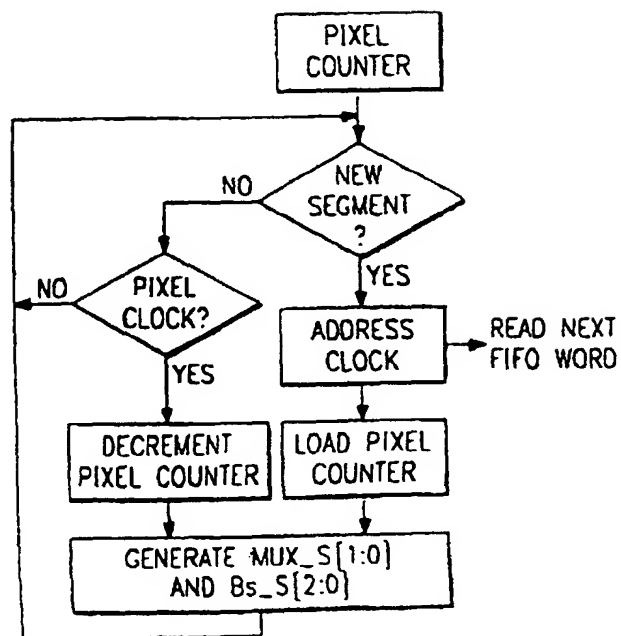 PIXEL
COUNTER
NEW
SEGMENT
?
NO
YES
PIXEL
CLOCK?
NO
YES
ADDRESS
CLOCK
READ NEXT
FIFO WORD
DECREMENT
PIXEL COUNTER
LOAD PIXEL
COUNTER
GENERATE MUX_S[1:0]
AND Bs_S[2:0]